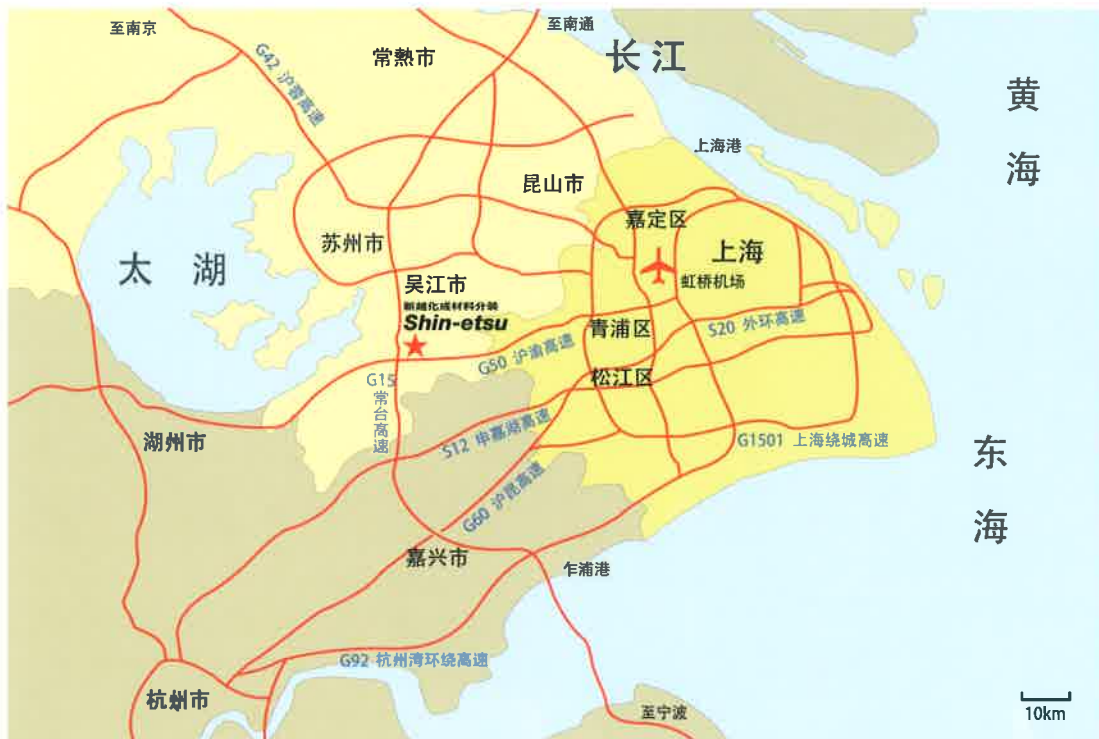 至南京
至南通
长江
常熟市
G42 沪蓉高速
黄
海
上海港
昆山市
嘉定区
苏州市
上海
太湖
吴江市
虹桥机场
新越化成材料分装
Shin-etsu
青浦区
S20 外环高速
G50 沪渝高速
松江区
G15
常台高速
湖州市
S12 申嘉湖高速
G1501 上海绕城高速
东
海
G60 沪昆高速
嘉兴市
乍浦港
G92 杭州湾环绕高速
杭州市
至宁波
10km